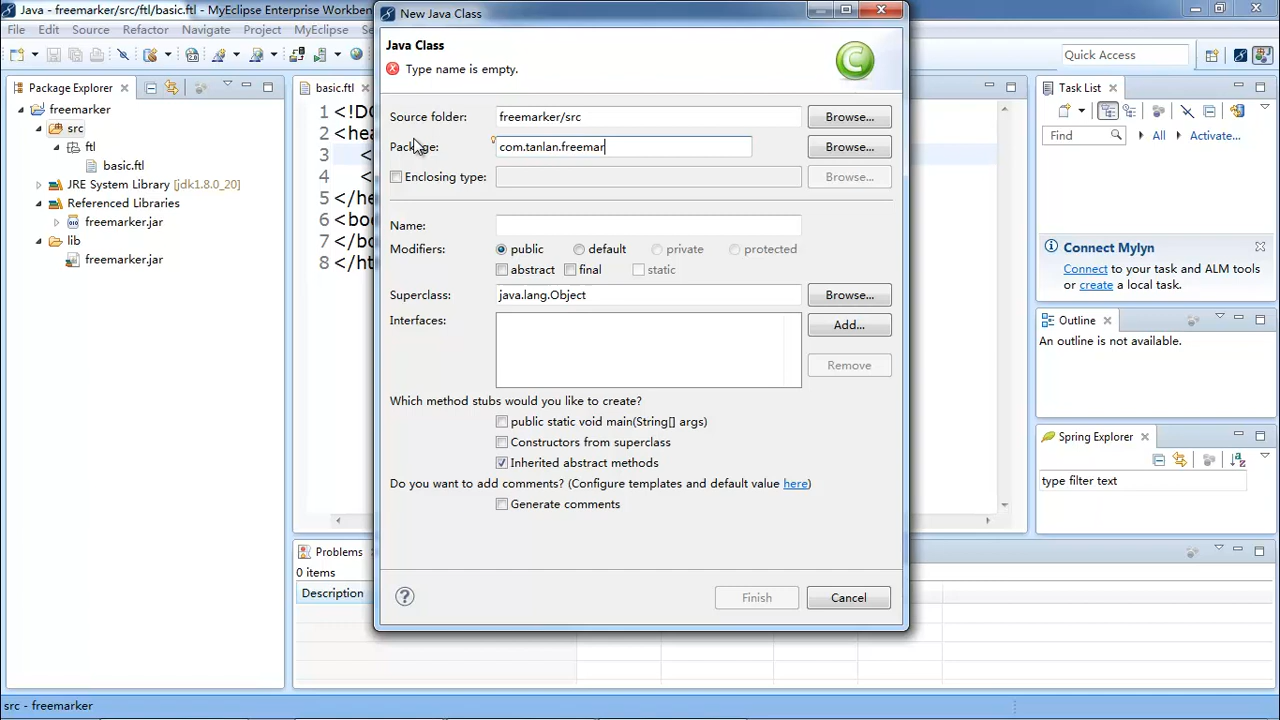 Java - freemarker/src/ftl/basic.ftl - MyEclipse Enterprise Workben
File Edit Source Refactor Navigate Project MyEclipse
Quick Access
Package Explorer
freemarker
src
ftl
basic.ftl
JRE System Library [jdk1.8.0_20]
Referenced Libraries
freemarker.jar
lib
freemarker.jar
basic.ftl
1 <!DO
2 <hea
3 <
4 <
5 </he
6 <bo
7 </bo
8 </ht
New Java Class
Java Class
Type name is empty.
Source folder: freemarker/src Browse...
Package: com.tanlan.freemar Browse...
Enclosing type: Browse...
Name:
Modifiers: public default private protected
abstract final static
Superclass: java.lang.Object Browse...
Interfaces: Add...
Remove
Which method stubs would you like to create?
public static void main(String[] args)
Constructors from superclass
Inherited abstract methods
Do you want to add comments? (Configure templates and default value here)
Generate comments
Finish Cancel
Task List
Find All Activate...
Connect Mylyn
Connect to your task and ALM tools
or create a local task.
Outline
An outline is not available.
Spring Explorer
type filter text
Problems
0 items
Description
src - freemarker